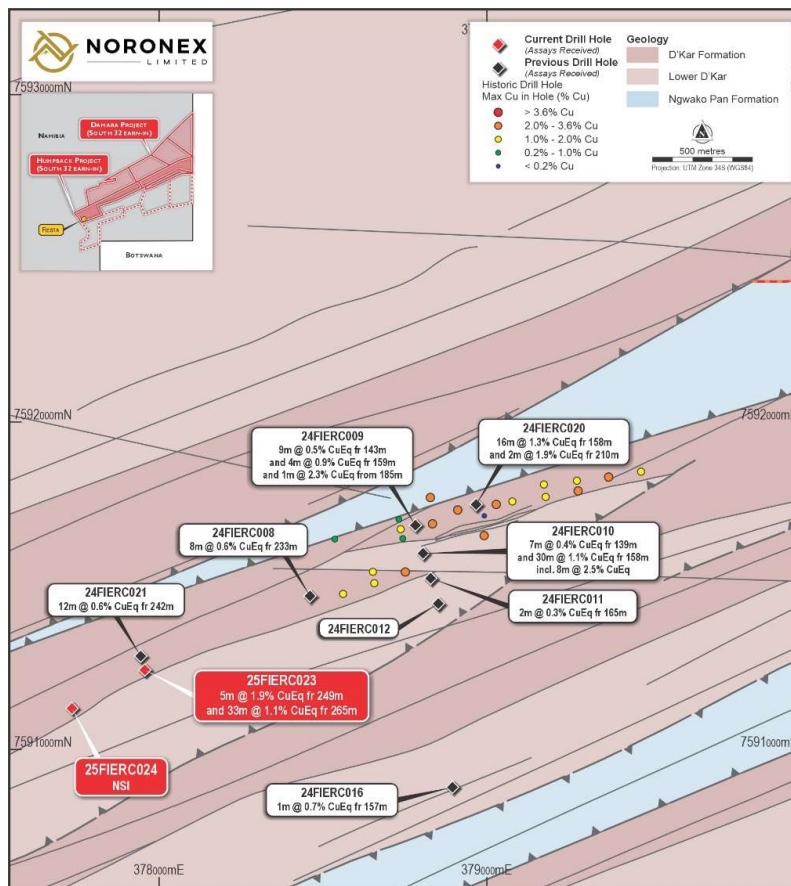 NORONEX
LIMITED
7593000mN
NAMIBIA
DAMARA PROJECT
(SOUTH 32 EARN-IN)
HUMPBACK PROJECT
(SOUTH 32 EARN-IN)
FIESTA
BOTSWANA
Current Drill Hole
(Assays Received)
Previous Drill Hole
(Assays Received)
Historic Drill Hole
Max Cu in Hole (% Cu)
> 3.6% Cu
2.0% - 3.6% Cu
1.0% - 2.0% Cu
0.2% - 1.0% Cu
< 0.2% Cu
Geology
D'Kar Formation
Lower D'Kar
Ngwako Pan Formation
500 metres
Projection: UTM Zone 34S (WGS84)
7592000mN
7592000mN
24FIERC009
9m @ 0.5% CuEq fr 143m
and 4m @ 0.9% CuEq fr 159m
and 1m @ 2.3% CuEq from 185m
24FIERC020
16m @ 1.3% CuEq fr 158m
and 2m @ 1.9% CuEq fr 210m
24FIERC008
8m @ 0.6% CuEq fr 233m
24FIERC010
7m @ 0.4% CuEq fr 139m
and 30m @ 1.1% CuEq fr 158m
incl. 8m @ 2.5% CuEq
24FIERC021
12m @ 0.6% CuEq fr 242m
24FIERC011
2m @ 0.3% CuEq fr 165m
24FIERC012
25FIERC023
5m @ 1.9% CuEq fr 249m
and 33m @ 1.1% CuEq fr 265m
7591000mN
7591000mN
25FIERC024
NSI
24FIERC016
1m @ 0.7% CuEq fr 157m
378000mE
379000mE